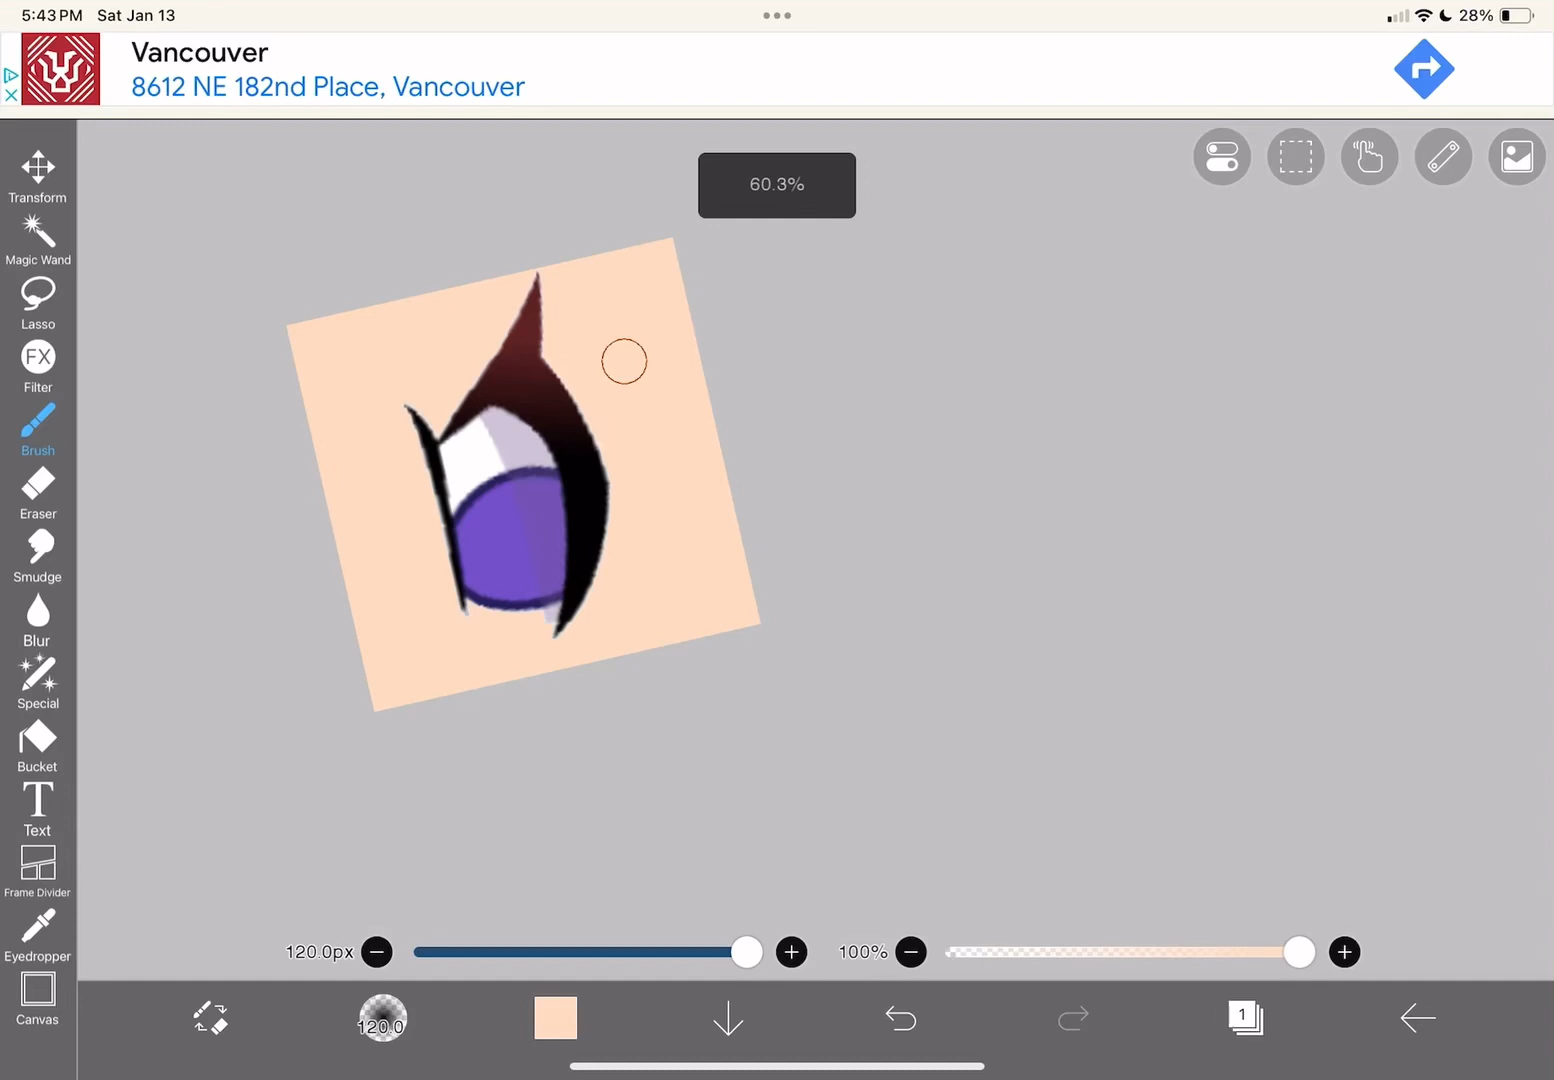 5:43 PM Sat Jan 13
28%
Vancouver
8612 NE 182nd Place, Vancouver
60.3%
Transform
Magic Wand
Lasso
FX
Filter
Brush
Eraser
Smudge
Blur
Special
Bucket
T
Text
Frame Divider
Eyedropper
Canvas
120.0px
100%
120.0
1